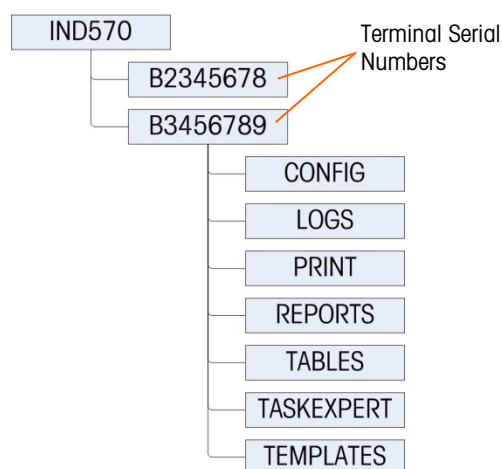 IND570
Terminal Serial
Numbers
B2345678
B3456789
CONFIG
LOGS
PRINT
REPORTS
TABLES
TASKEXPERT
TEMPLATES